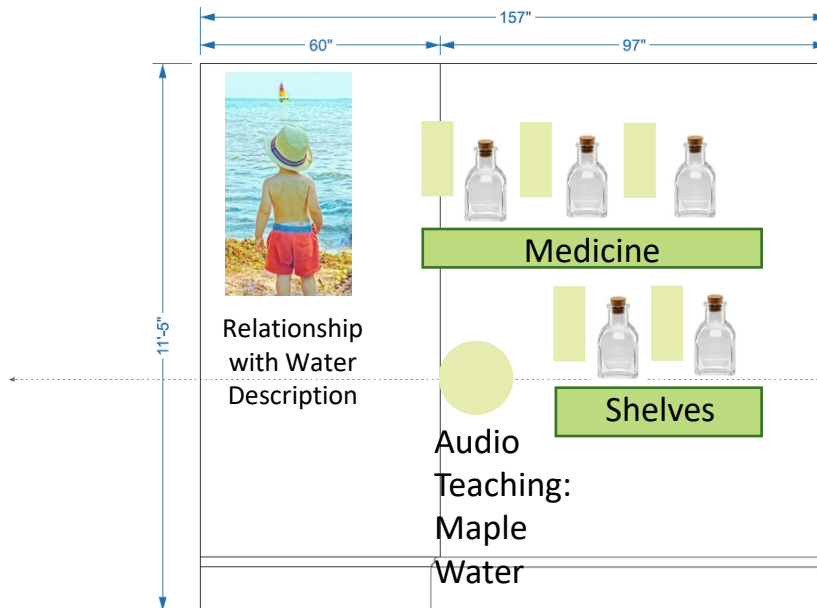 157"
60"
97"
11'-5"
Medicine
Relationship
with Water
Description
Shelves
Audio
Teaching:
Maple
Water